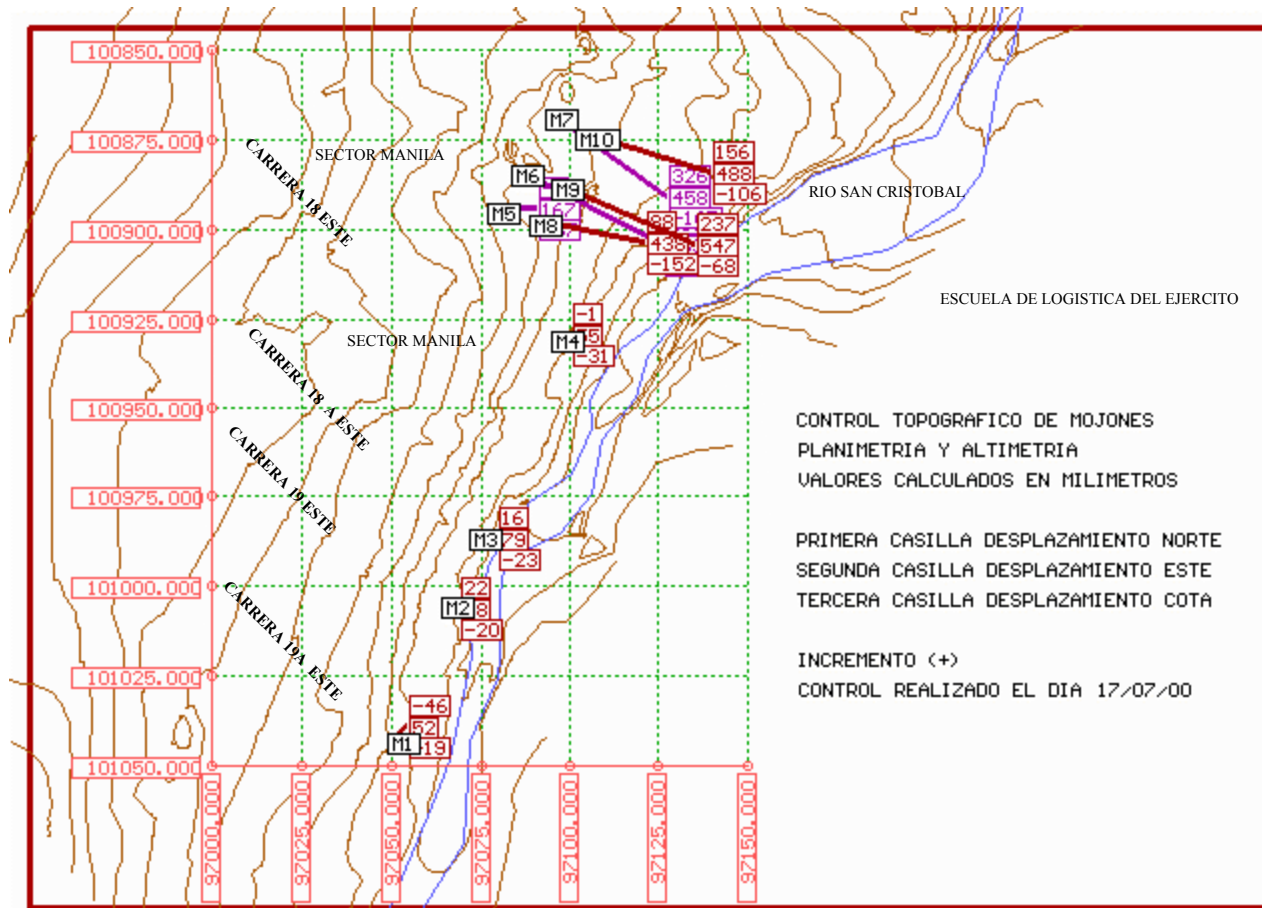 100850.000
M7
100875.000
M10
CARRERA 18 ESTE
SECTOR MANILA
156
488
-106
M6
M9
326
458
RIO SAN CRISTOBAL
M5
167
M8
88
237
100900.000
438
547
-152
-68
ESCUELA DE LOGISTICA DEL EJERCITO
-1
100925.000
CARRERA 18 A ESTE
SECTOR MANILA
M4
-31
100950.000
CARRERA 19 ESTE
CONTROL TOPOGRAFICO DE MOJONES
PLANIMETRIA Y ALTIMETRIA
VALORES CALCULADOS EN MILIMETROS
100975.000
16
M3
79
-23
PRIMERA CASILLA DESPLAZAMIENTO NORTE
SEGUNDA CASILLA DESPLAZAMIENTO ESTE
TERCERA CASILLA DESPLAZAMIENTO COTA
101000.000
CARRERA 19A ESTE
22
M2
-20
INCREMENTO (+)
CONTROL REALIZADO EL DIA 17/07/00
101025.000
-46
52
M1
101050.000
97000.000
97025.000
97050.000
97025.000
97100.000
97125.000
97150.000